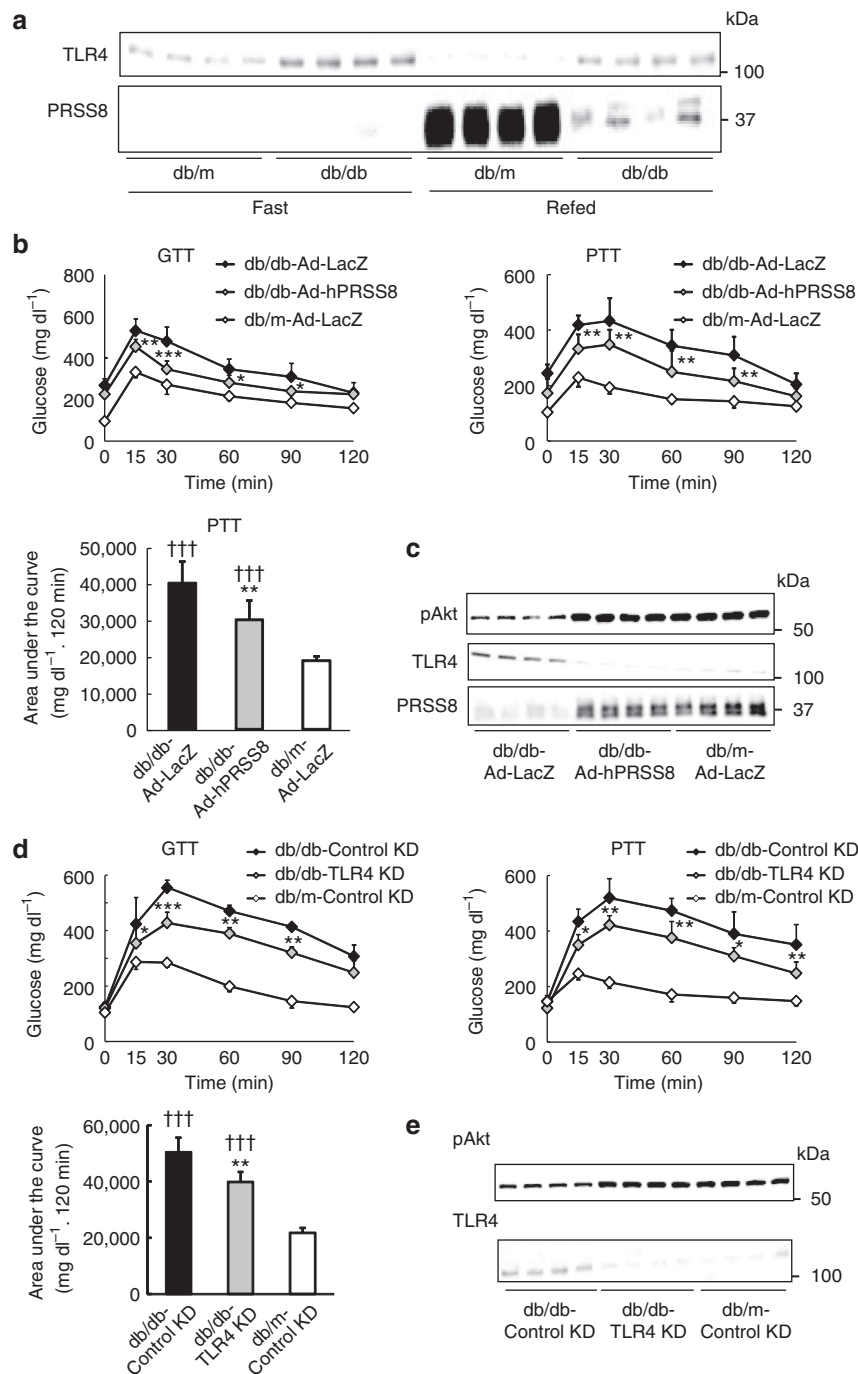 a
kDa
TLR4
100
PRSS8
37
db/m db/db db/m db/db
Fast Refed
b
GTT
db/db-Ad-LacZ
db/db-Ad-hPRSS8
db/m-Ad-LacZ
800
600
400
200
0
Glucose (mg dl⁻¹)
** *** * *
0 15 30 60 90 120
Time (min)
PTT
db/db-Ad-LacZ
db/db-Ad-hPRSS8
db/m-Ad-LacZ
600
400
200
0
Glucose (mg dl⁻¹)
** ** ** **
0 15 30 60 90 120
Time (min)
PTT
50,000
40,000
30,000
20,000
10,000
0
Area under the curve
(mg dl⁻¹. 120 min)
†††
†††
**
db/db-
Ad-LacZ
db/db-
Ad-hPRSS8
db/m-
Ad-LacZ
c
kDa
pAkt
50
TLR4
100
PRSS8
37
db/db- db/db- db/m-
Ad-LacZ Ad-hPRSS8 Ad-LacZ
d
GTT
db/db-Control KD
db/db-TLR4 KD
db/m-Control KD
600
400
200
0
Glucose (mg dl⁻¹)
* *** ** **
0 15 30 60 90 120
Time (min)
PTT
db/db-Control KD
db/db-TLR4 KD
db/m-Control KD
600
400
200
0
Glucose (mg dl⁻¹)
* ** ** * **
0 15 30 60 90 120
Time (min)
60,000
40,000
20,000
0
Area under the curve
(mg dl⁻¹. 120 min)
†††
†††
**
db/db-
Control KD
db/db-
TLR4 KD
db/m-
Control KD
e
pAkt
kDa
50
TLR4
100
db/db- db/db- db/m-
Control KD TLR4 KD Control KD